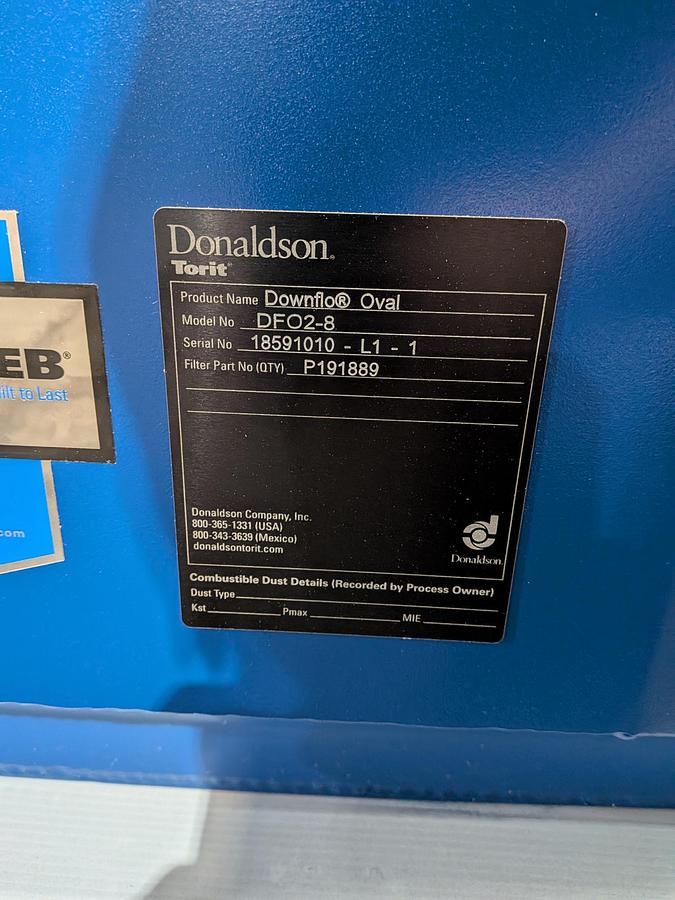 Donaldson.
Torit®
Product Name Downflo® Oval
Model No DFO2-8
Serial No 18591010 - L1 - 1
Filter Part No (QTY) P191889
EB®
ilt to Last
com
Donaldson Company, Inc.
800-365-1331 (USA)
800-343-3639 (Mexico)
donaldsontorit.com
Donaldson.
Combustible Dust Details (Recorded by Process Owner)
Dust Type
Kst Pmax MIE